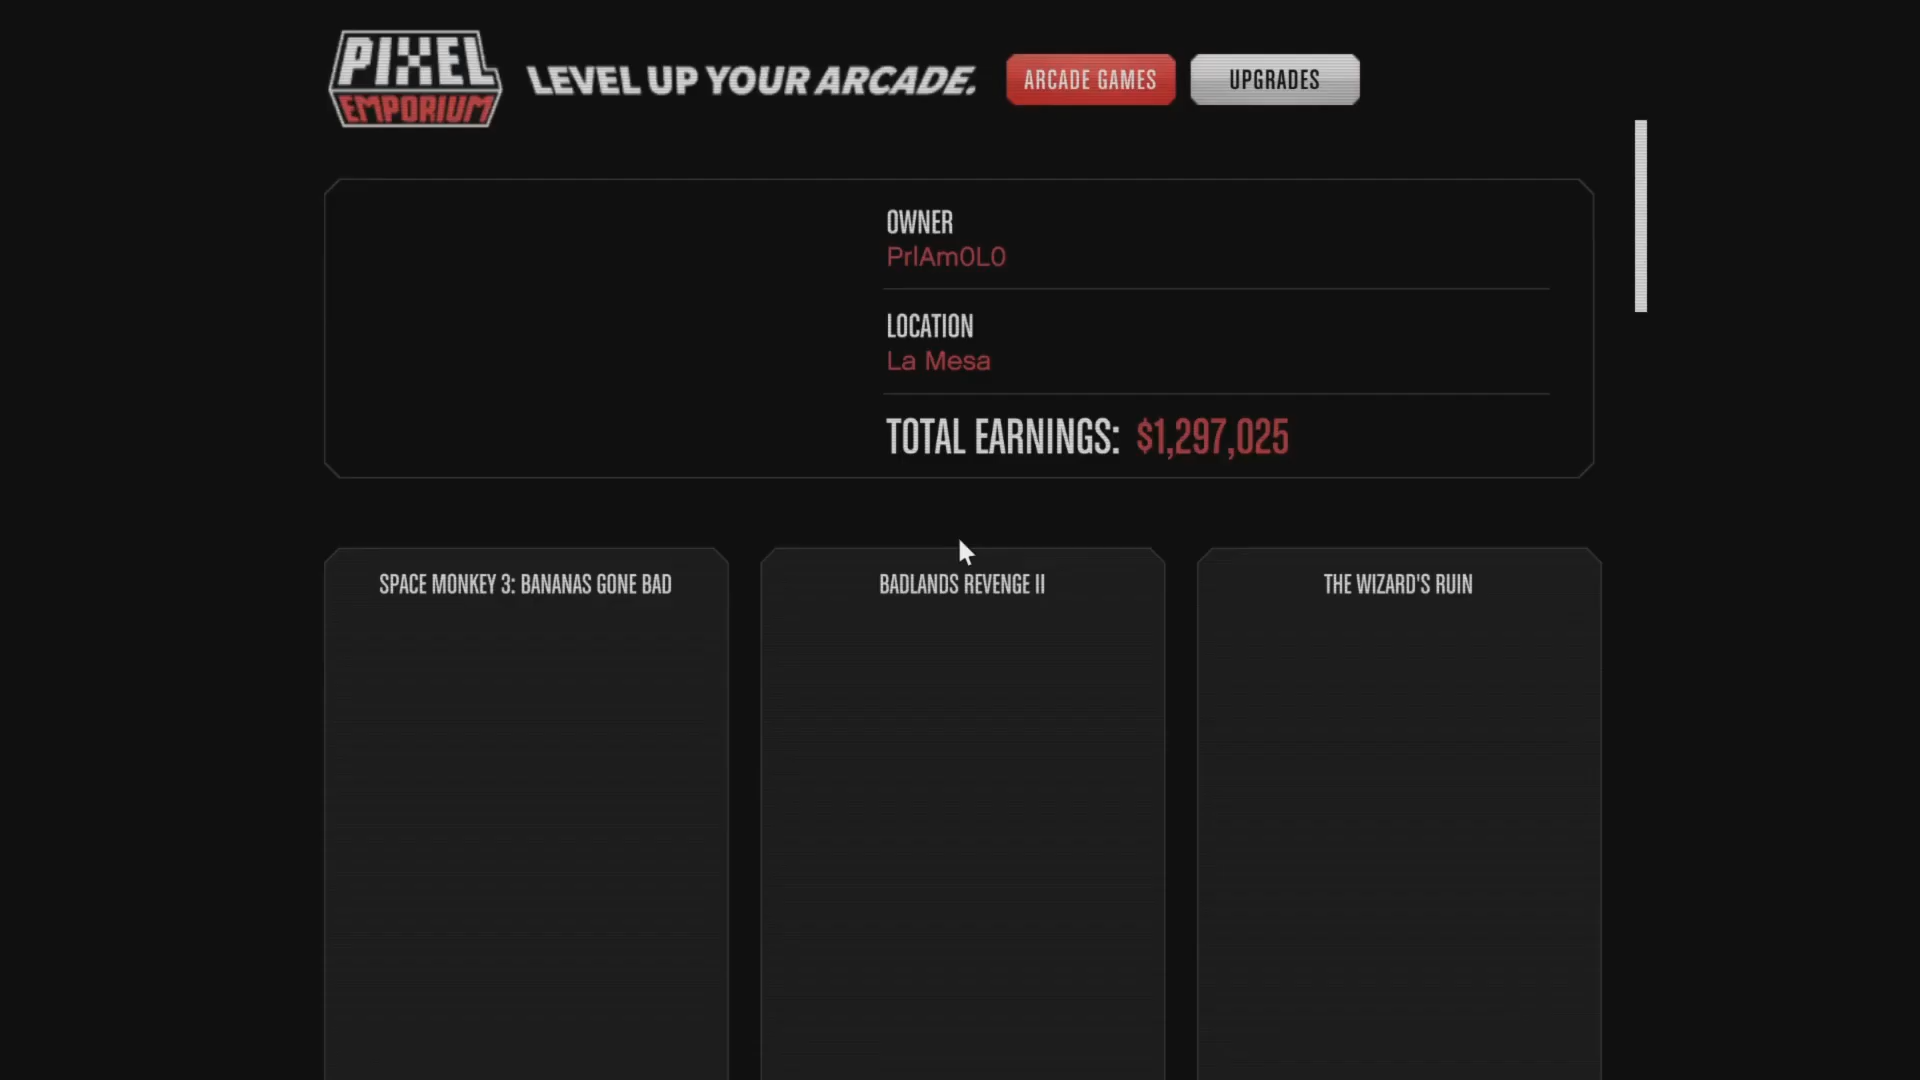 PIXEL
EMPORIUM
LEVEL UP YOUR ARCADE.
ARCADE GAMES
UPGRADES
OWNER
PrlAm0L0
LOCATION
La Mesa
TOTAL EARNINGS: $1,297,025
SPACE MONKEY 3: BANANAS GONE BAD
BADLANDS REVENGE II
THE WIZARD'S RUIN